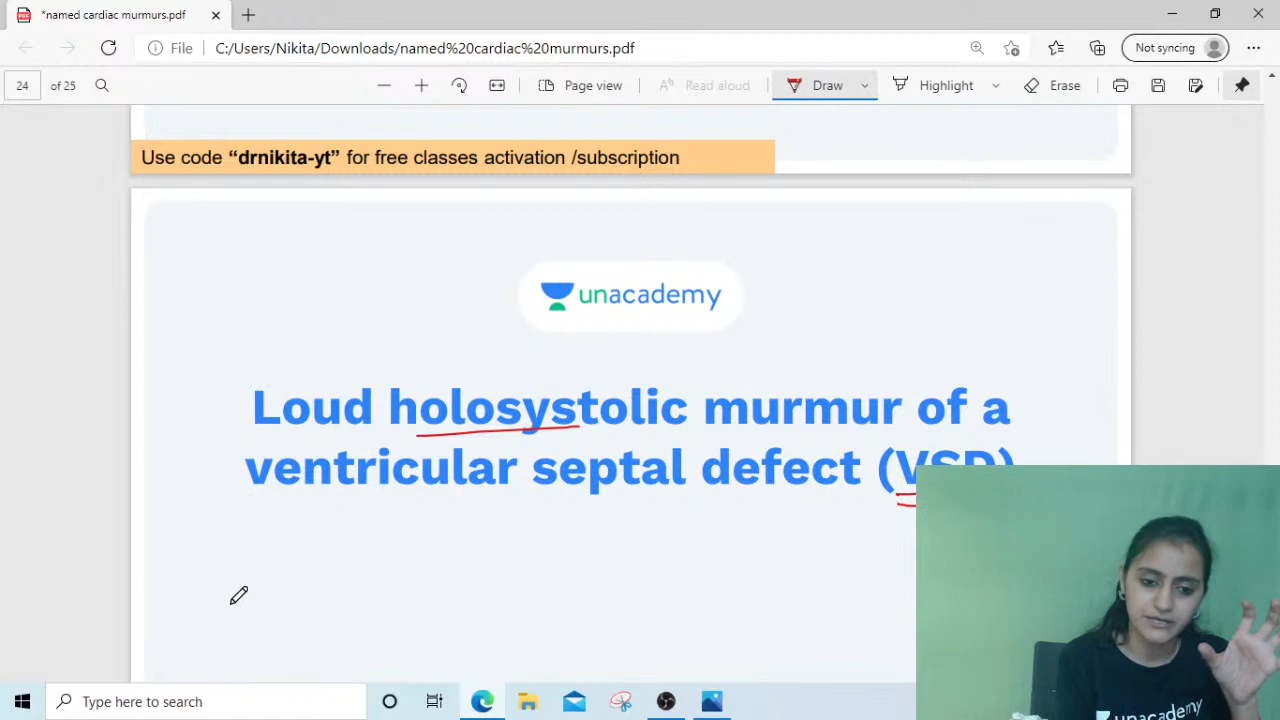 *named cardiac murmurs.pdf
File C:/Users/Nikita/Downloads/named%20cardiac%20murmurs.pdf
Not syncing
24 of 25
Page view
Read aloud
Draw
Highlight
Erase
Use code “drnikita-yt” for free classes activation /subscription
unacademy
Loud holosystolic murmur of a
ventricular septal defect (VSD)
Type here to search
unacademy